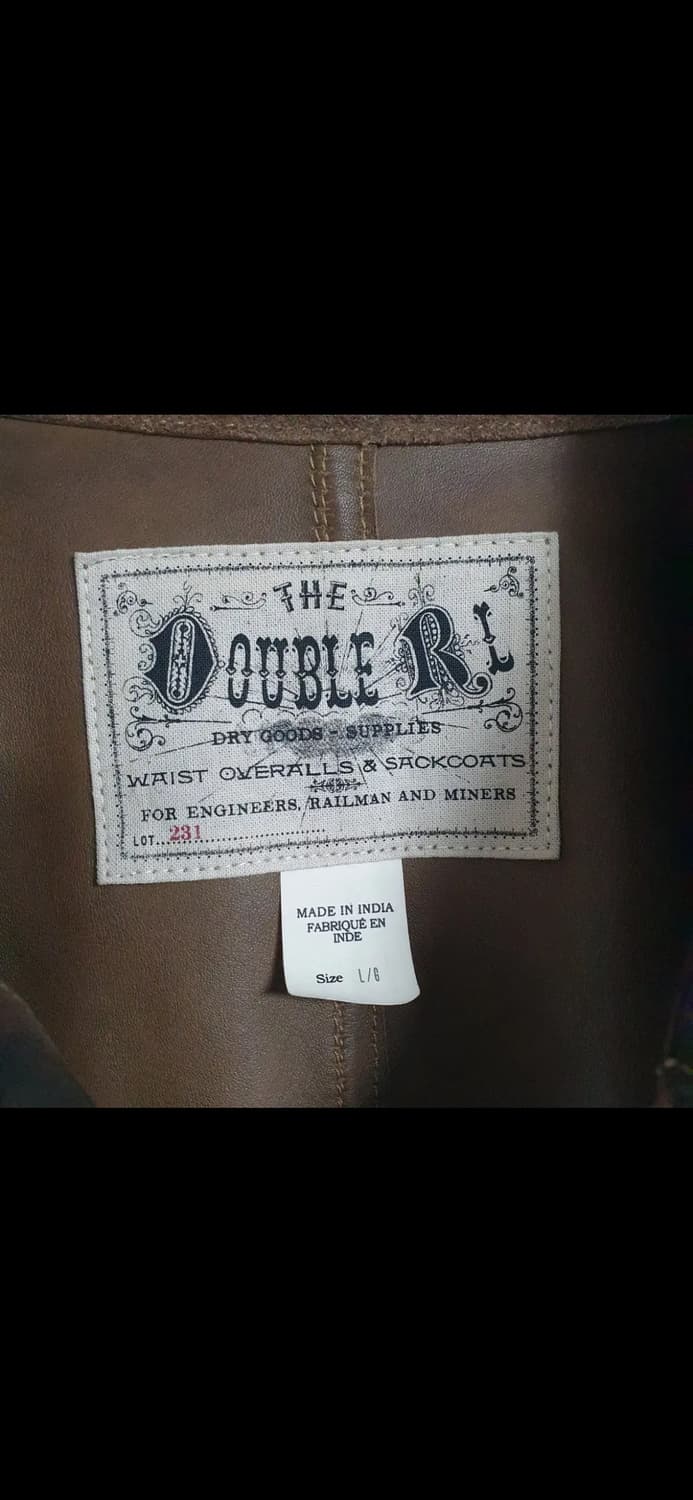 THE
DOUBLE RL
DRY GOODS - SUPPLIES
WAIST OVERALLS & SACKCOATS
FOR ENGINEERS, RAILMAN AND MINERS
LOT....231..............................
MADE IN INDIA
FABRIQUÉ EN
INDE
Size L/G